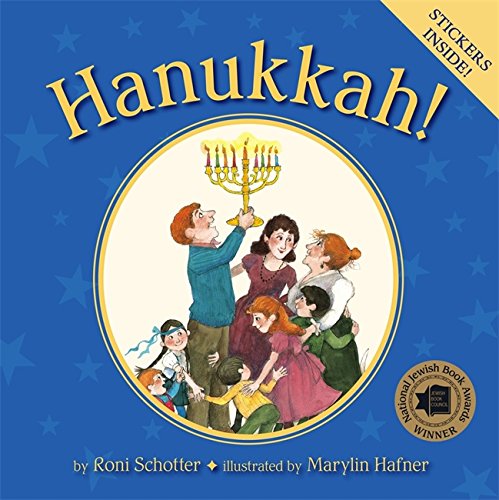 STICKERS
INSIDE!
Hanukkah!
National Jewish Book Awards
JEWISH
BOOK
COUNCIL
WINNER
by Roni Schotter ✦ illustrated by Marylin Hafner